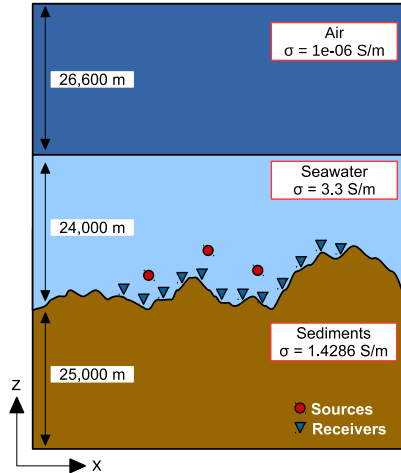 Air
σ = 1e-06 S/m
26,600 m
Seawater
σ = 3.3 S/m
24,000 m
Sediments
σ = 1.4286 S/m
25,000 m
Sources
Receivers
Z
X